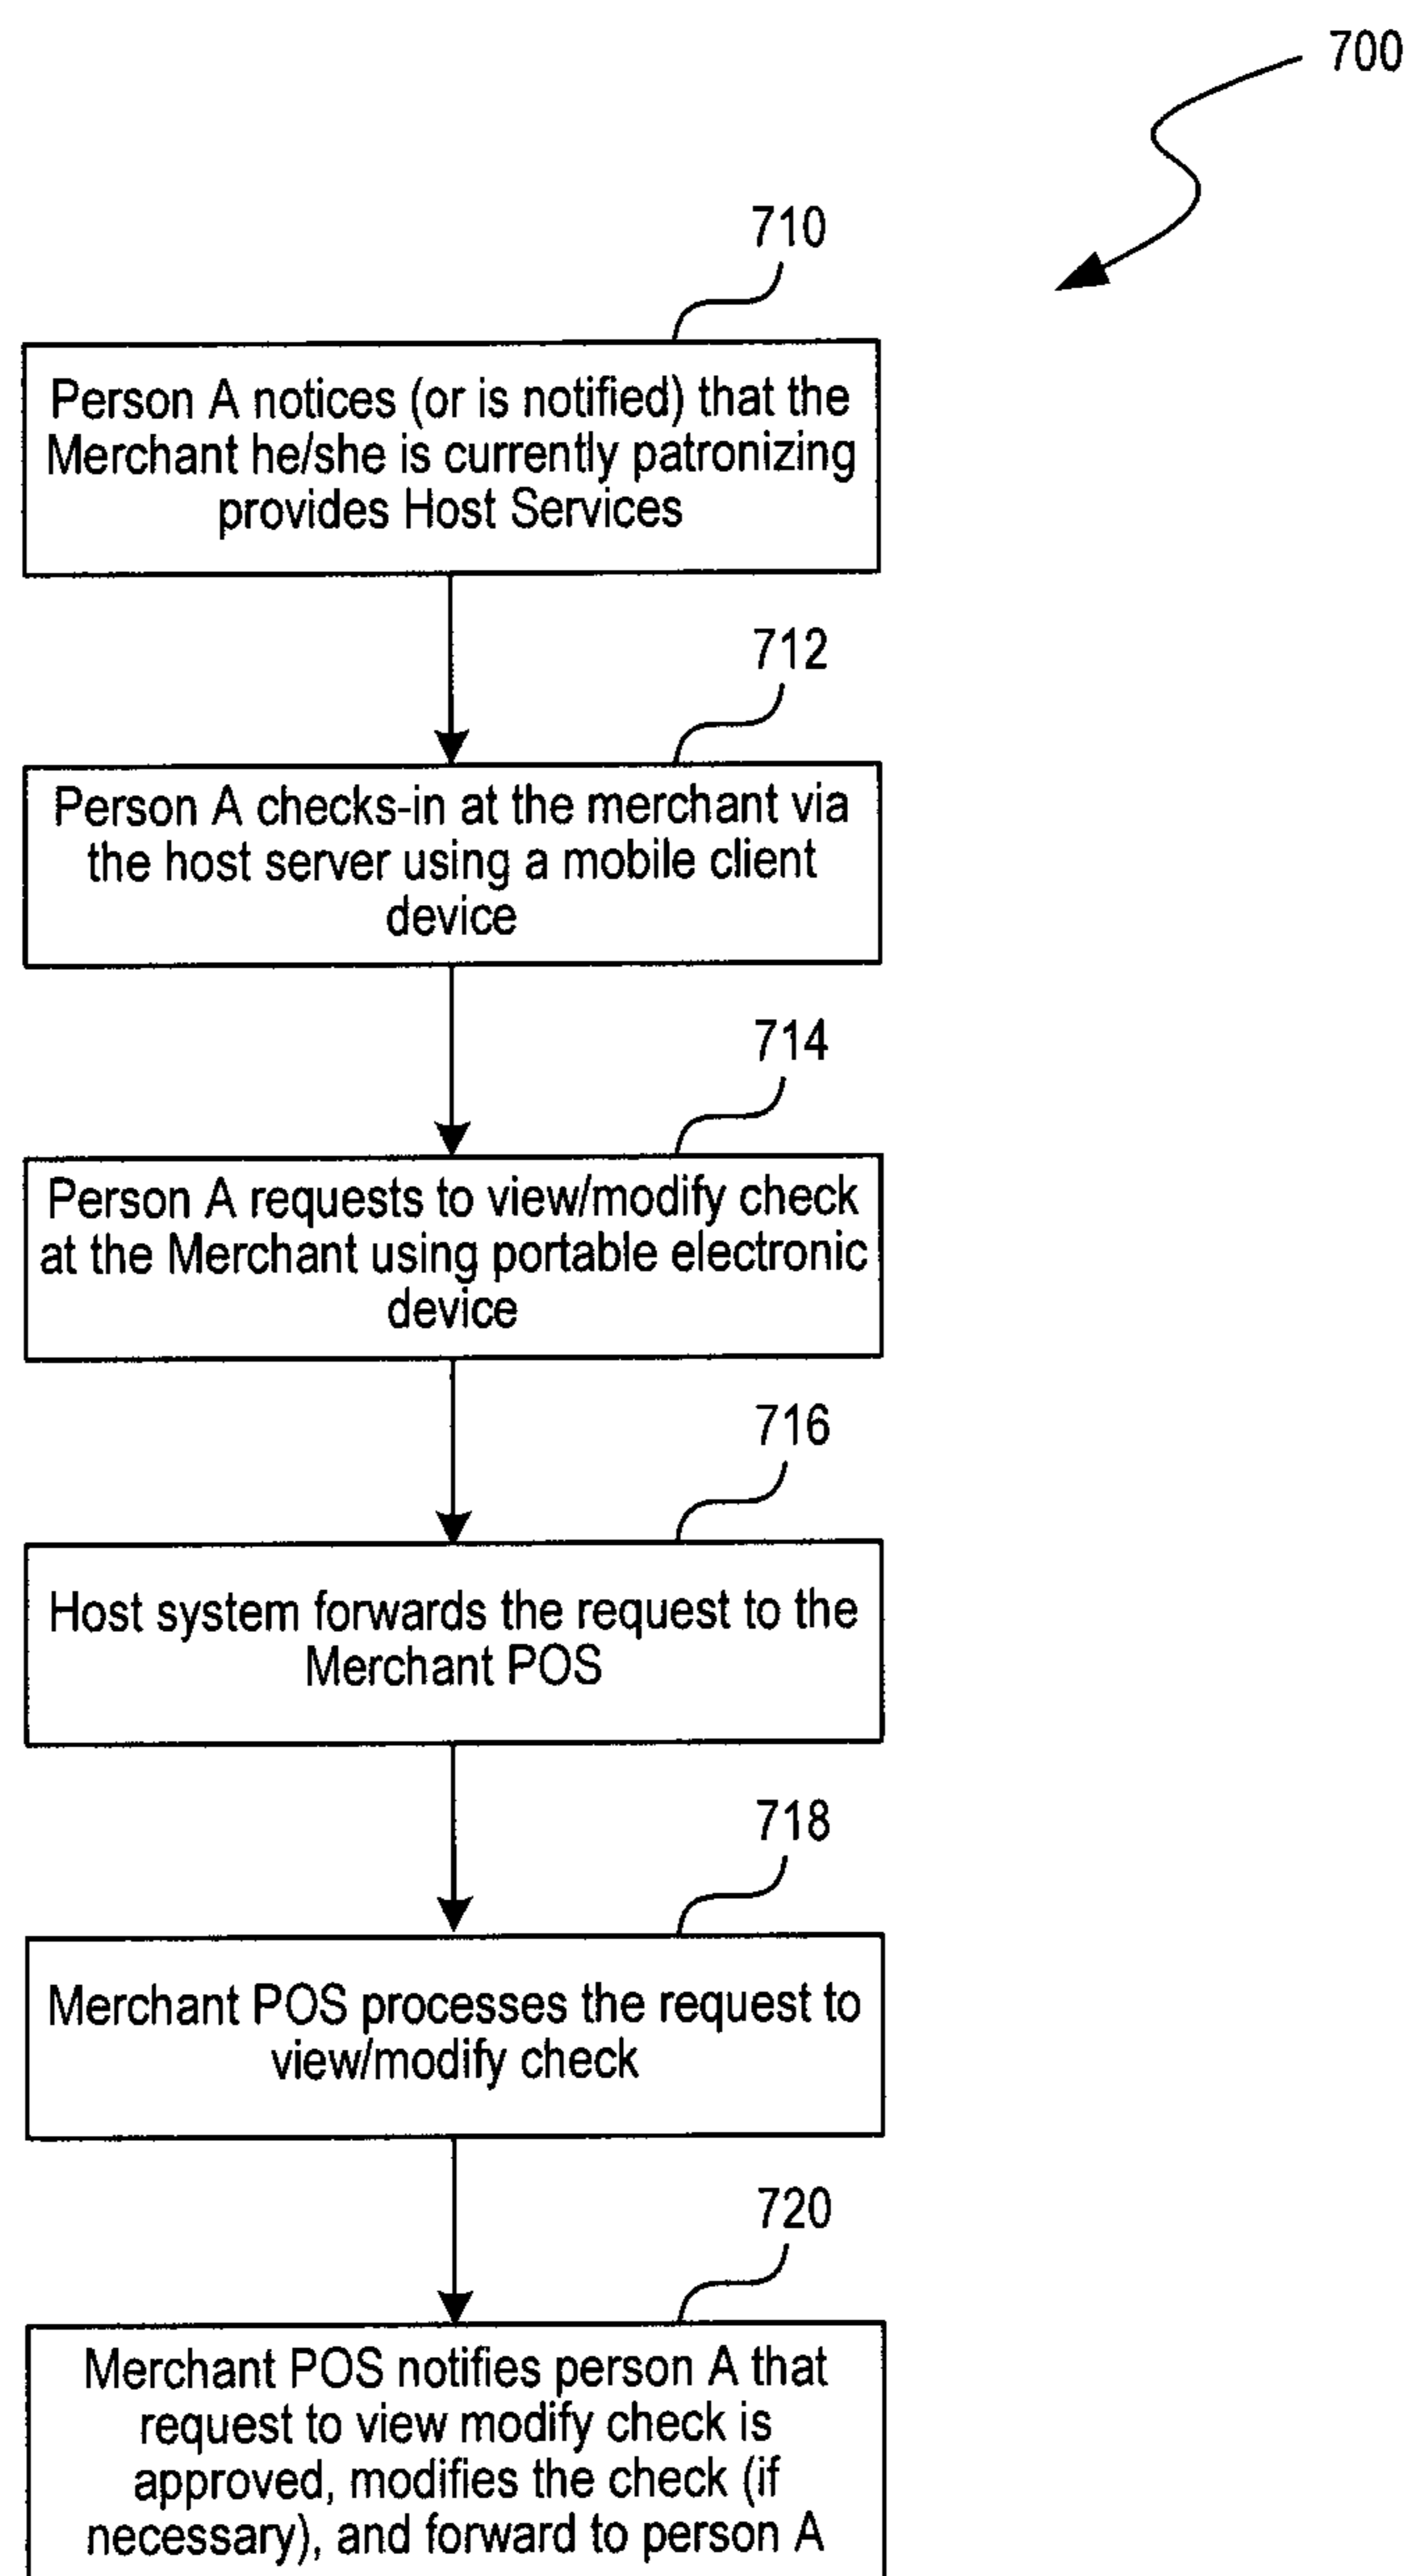 700
710
Person A notices (or is notified) that the
Merchant he/she is currently patronizing
provides Host Services
712
Person A checks-in at the merchant via
the host server using a mobile client
device
714
Person A requests to view/modify check
at the Merchant using portable electronic
device
716
Host system forwards the request to the
Merchant POS
718
Merchant POS processes the request to
view/modify check
720
Merchant POS notifies person A that
request to view modify check is
approved, modifies the check (if
necessary), and forward to person A